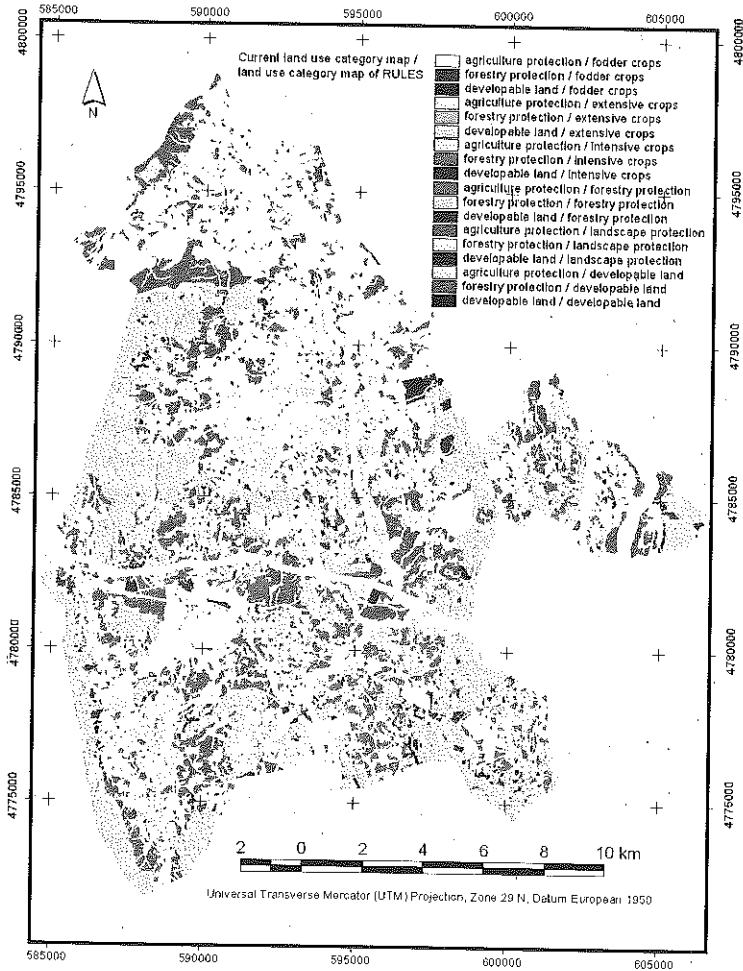 585000 590000 595000 600000 605000
4800000 4800000
Current land use category map /
land use category map of RULES
agriculture protection / fodder crops
forestry protection / fodder crops
developable land / fodder crops
agriculture protection / extensive crops
forestry protection / extensive crops
developable land / extensive crops
agriculture protection / intensive crops
forestry protection / intensive crops
developable land / intensive crops
agriculture protection / forestry protection
forestry protection / forestry protection
developable land / forestry protection
agriculture protection / landscape protection
forestry protection / landscape protection
developable land / landscape protection
agriculture protection / developable land
forestry protection / developable land
developable land / developable land
N
4795000 4795000
4790000 4790000
4785000 4785000
4780000 4780000
4775000 4775000
2 0 2 4 6 8 10 km
Universal Transverse Mercator (UTM) Projection, Zone 29 N, Datum European 1950
585000 590000 595000 600000 605000